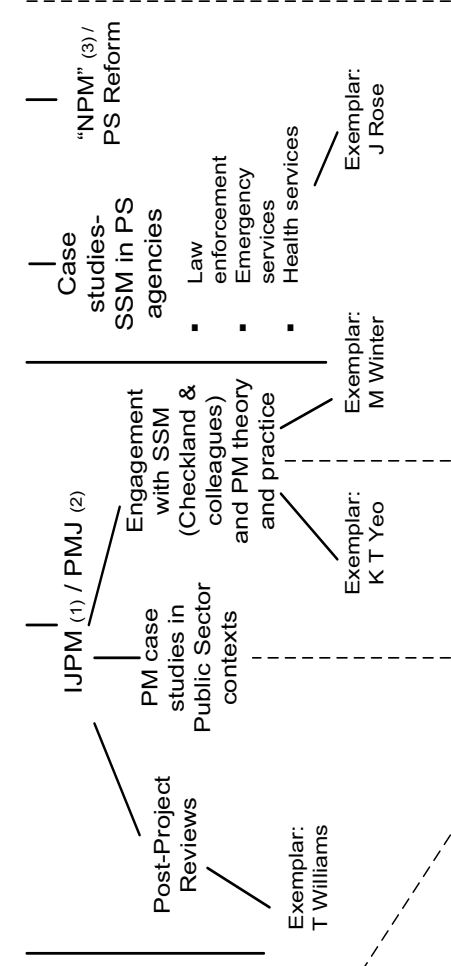 IJPM (1) / PMJ (2)
Post-Project
Reviews
Exemplar:
T Williams
PM case
studies in
Public Sector
contexts
Engagement
with SSM
(Checkland &
colleagues)
and PM theory
and practice
Exemplar:
K T Yeo
Exemplar:
M Winter
Case
studies-
SSM in PS
agencies
▪ Law
enforcement
▪ Emergency
services
▪ Health services
Exemplar:
J Rose
“NPM” (3) /
PS Reform